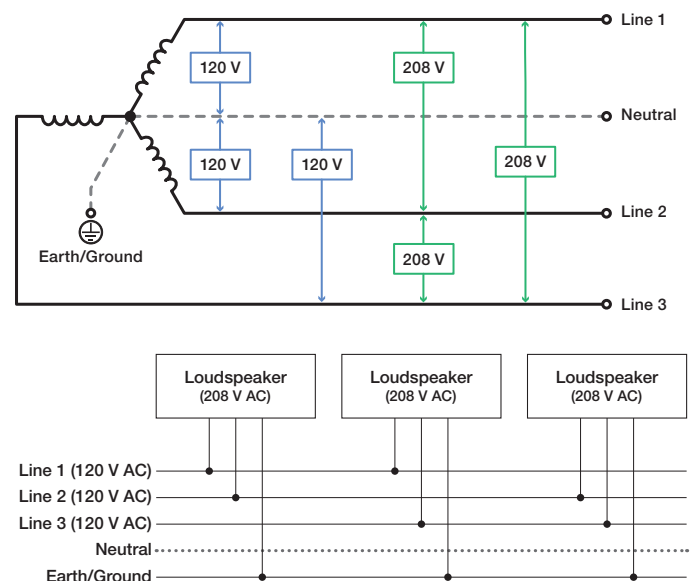 Line 1
120 V
208 V
Neutral
120 V
120 V
208 V
Line 2
Earth/Ground
208 V
Line 3
Loudspeaker
(208 V AC)
Loudspeaker
(208 V AC)
Loudspeaker
(208 V AC)
Line 1 (120 V AC)
Line 2 (120 V AC)
Line 3 (120 V AC)
Neutral
Earth/Ground